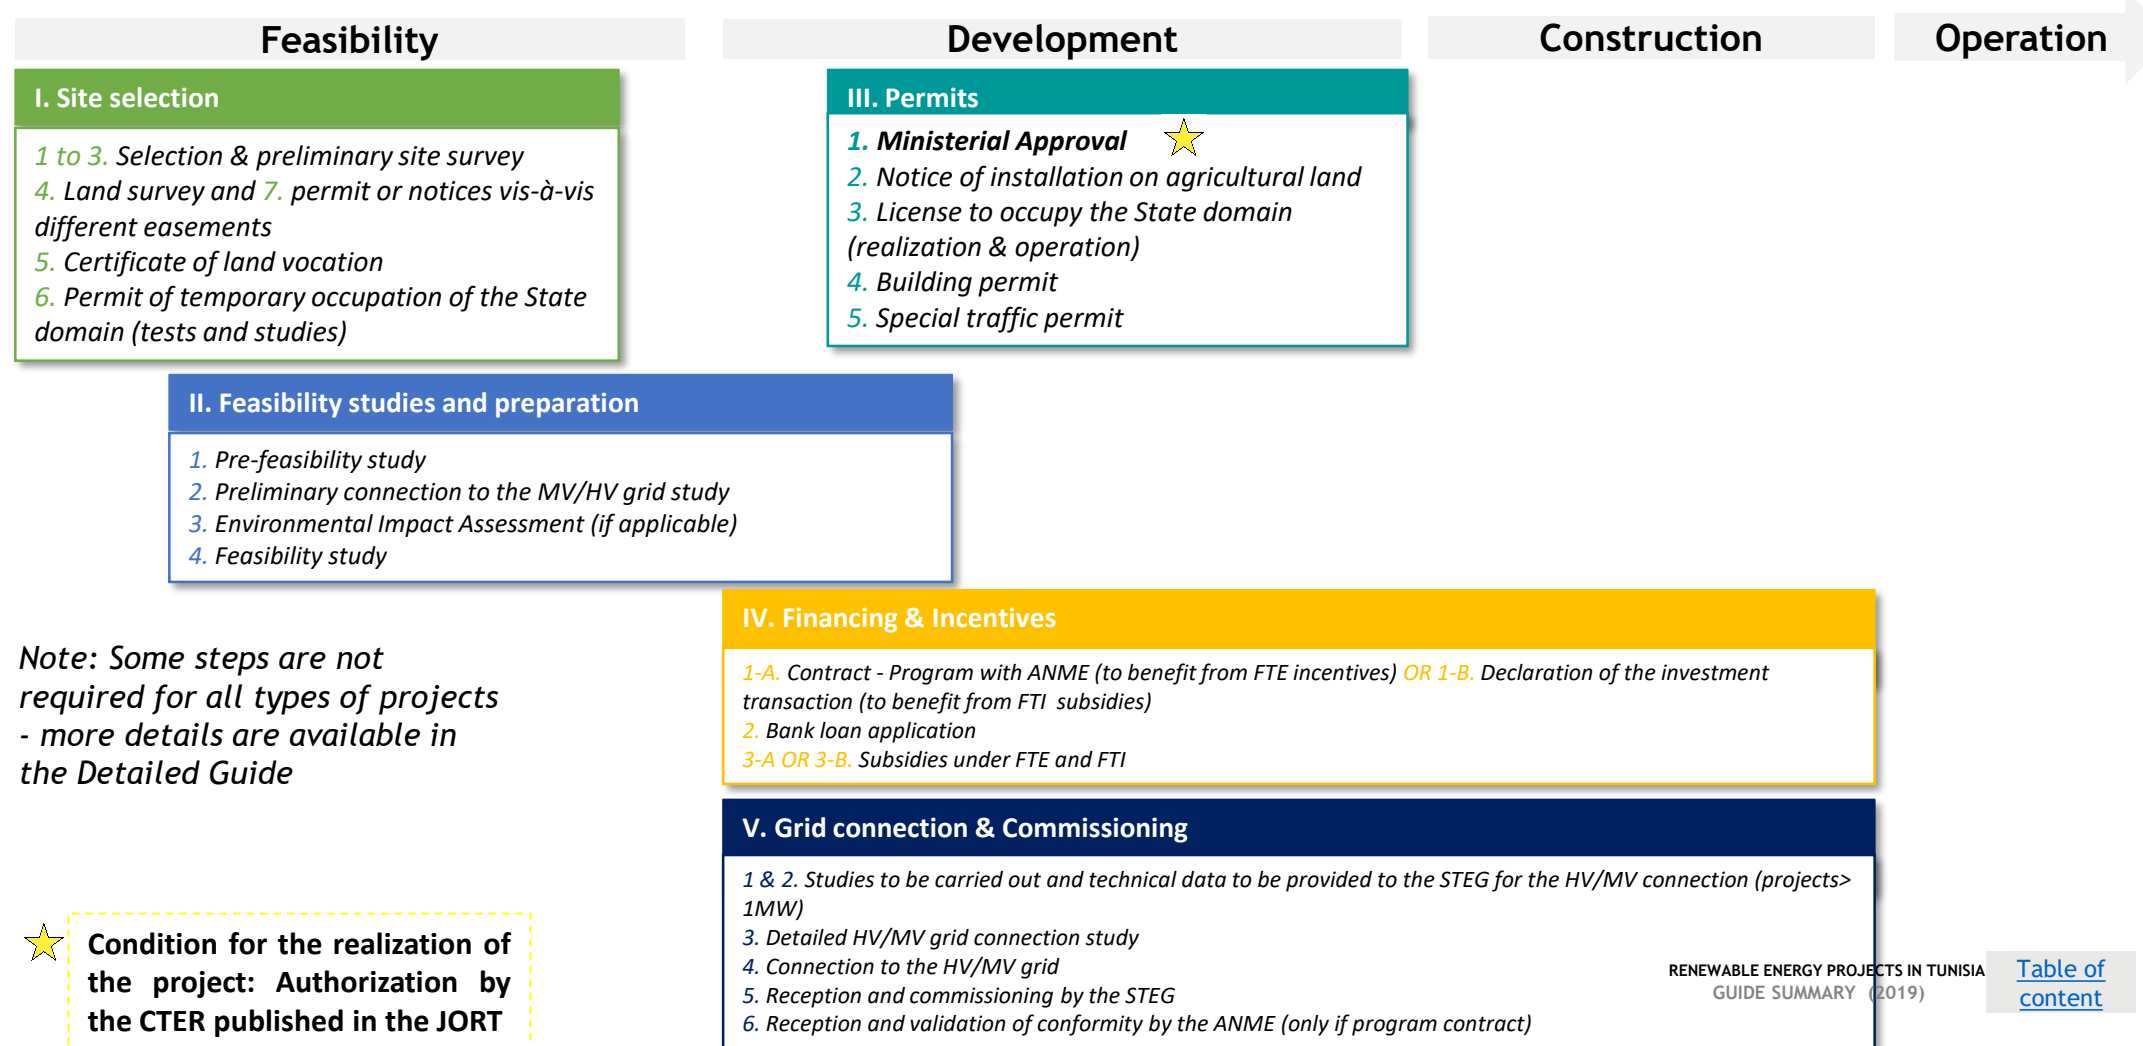 Feasibility
Development
Construction
Operation
I. Site selection
1 to 3. Selection & preliminary site survey
4. Land survey and 7. permit or notices vis-à-vis
different easements
5. Certificate of land vocation
6. Permit of temporary occupation of the State
domain (tests and studies)
III. Permits
1. Ministerial Approval
2. Notice of installation on agricultural land
3. License to occupy the State domain
(realization & operation)
4. Building permit
5. Special traffic permit
II. Feasibility studies and preparation
1. Pre-feasibility study
2. Preliminary connection to the MV/HV grid study
3. Environmental Impact Assessment (if applicable)
4. Feasibility study
IV. Financing & Incentives
1-A. Contract - Program with ANME (to benefit from FTE incentives) OR 1-B. Declaration of the investment
transaction (to benefit from FTI subsidies)
2. Bank loan application
3-A OR 3-B. Subsidies under FTE and FTI
Note: Some steps are not
required for all types of projects
- more details are available in
the Detailed Guide
V. Grid connection & Commissioning
1 & 2. Studies to be carried out and technical data to be provided to the STEG for the HV/MV connection (projects>
1MW)
3. Detailed HV/MV grid connection study
4. Connection to the HV/MV grid
5. Reception and commissioning by the STEG
6. Reception and validation of conformity by the ANME (only if program contract)
Condition for the realization of
the project: Authorization by
the CTER published in the JORT
RENEWABLE ENERGY PROJECTS IN TUNISIA
GUIDE SUMMARY (2019)
Table of
content